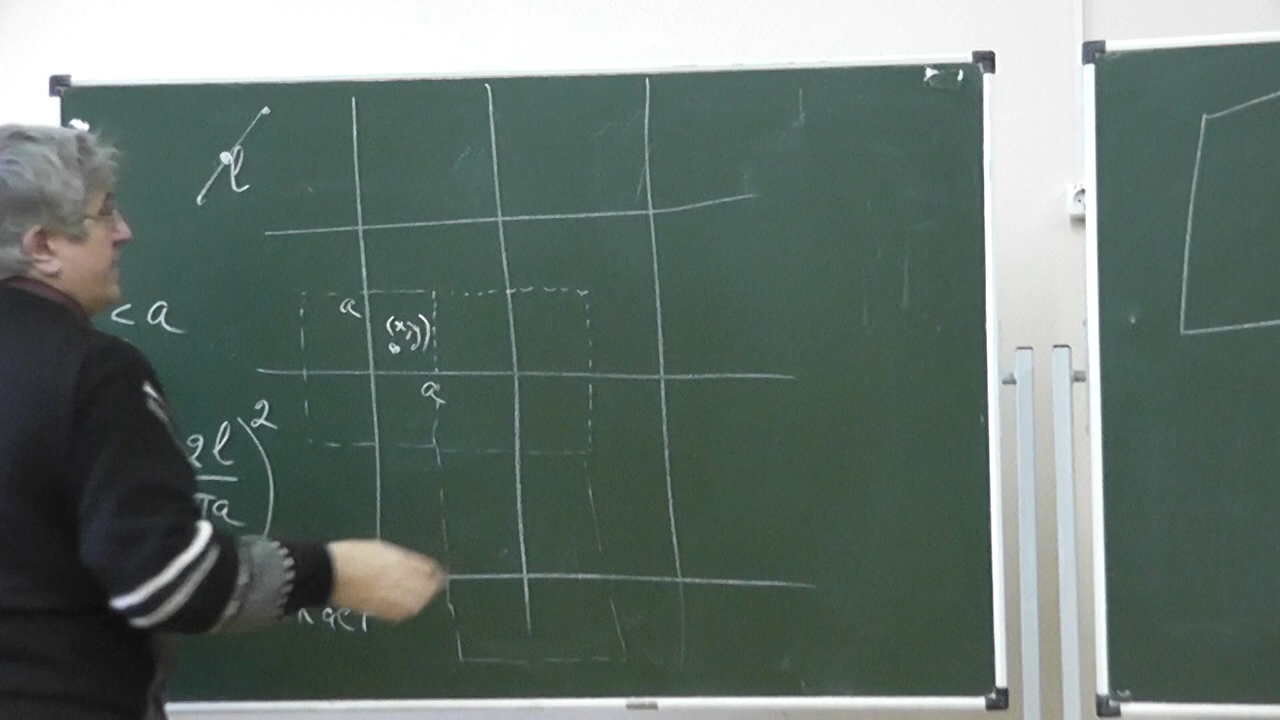 l
a
(x,y)
< a
a
2l
πa
)²